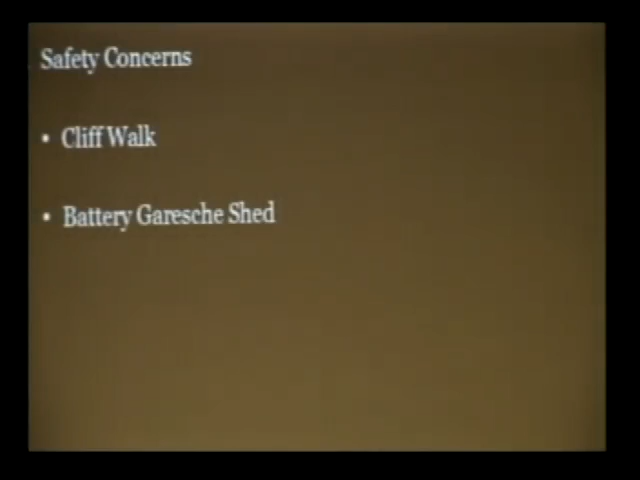 Safety Concerns
• Cliff Walk
• Battery Garesche Shed